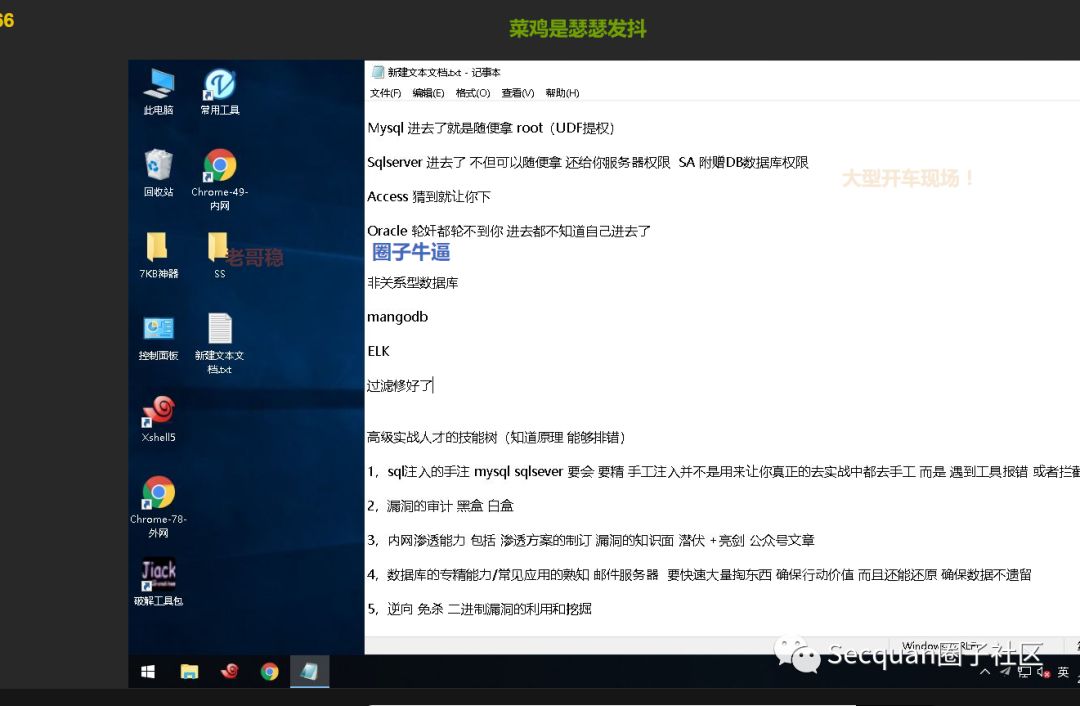 66
菜鸡是瑟瑟发抖
新建文本文档.txt - 记事本
文件(F) 编辑(E) 格式(O) 查看(V) 帮助(H)
此电脑
常用工具
回收站
Chrome-49-
内网
7KB神器
SS
控制面板
新建文本文
档.txt
Xshell5
Chrome-78-
外网
Jiack
破解工具包
Mysql 进去了就是随便拿 root（UDF提权）
Sqlserver 进去了 不但可以随便拿 还给你服务器权限 SA 附赠DB数据库权限
大型开车现场！
Access 猜到就让你下
Oracle 轮奸都轮不到你 进去都不知道自己进去了
圈子牛逼
老哥稳
非关系型数据库
mangodb
ELK
过滤修好了
高级实战人才的技能树（知道原理 能够排错）
1，sql注入的手注 mysql sqlsever 要会 要精 手工注入并不是用来让你真正的去实战中都去手工 而是 遇到工具报错 或者拦截
2，漏洞的审计 黑盒 白盒
3，内网渗透能力 包括 渗透方案的制订 漏洞的知识面 潜伏 +亮剑 公众号文章
4，数据库的专精能力/常见应用的熟知 邮件服务器 要快速大量掏东西 确保行动价值 而且还能还原 确保数据不遗留
5，逆向 免杀 二进制漏洞的利用和挖掘
Secquan圈子社区
英